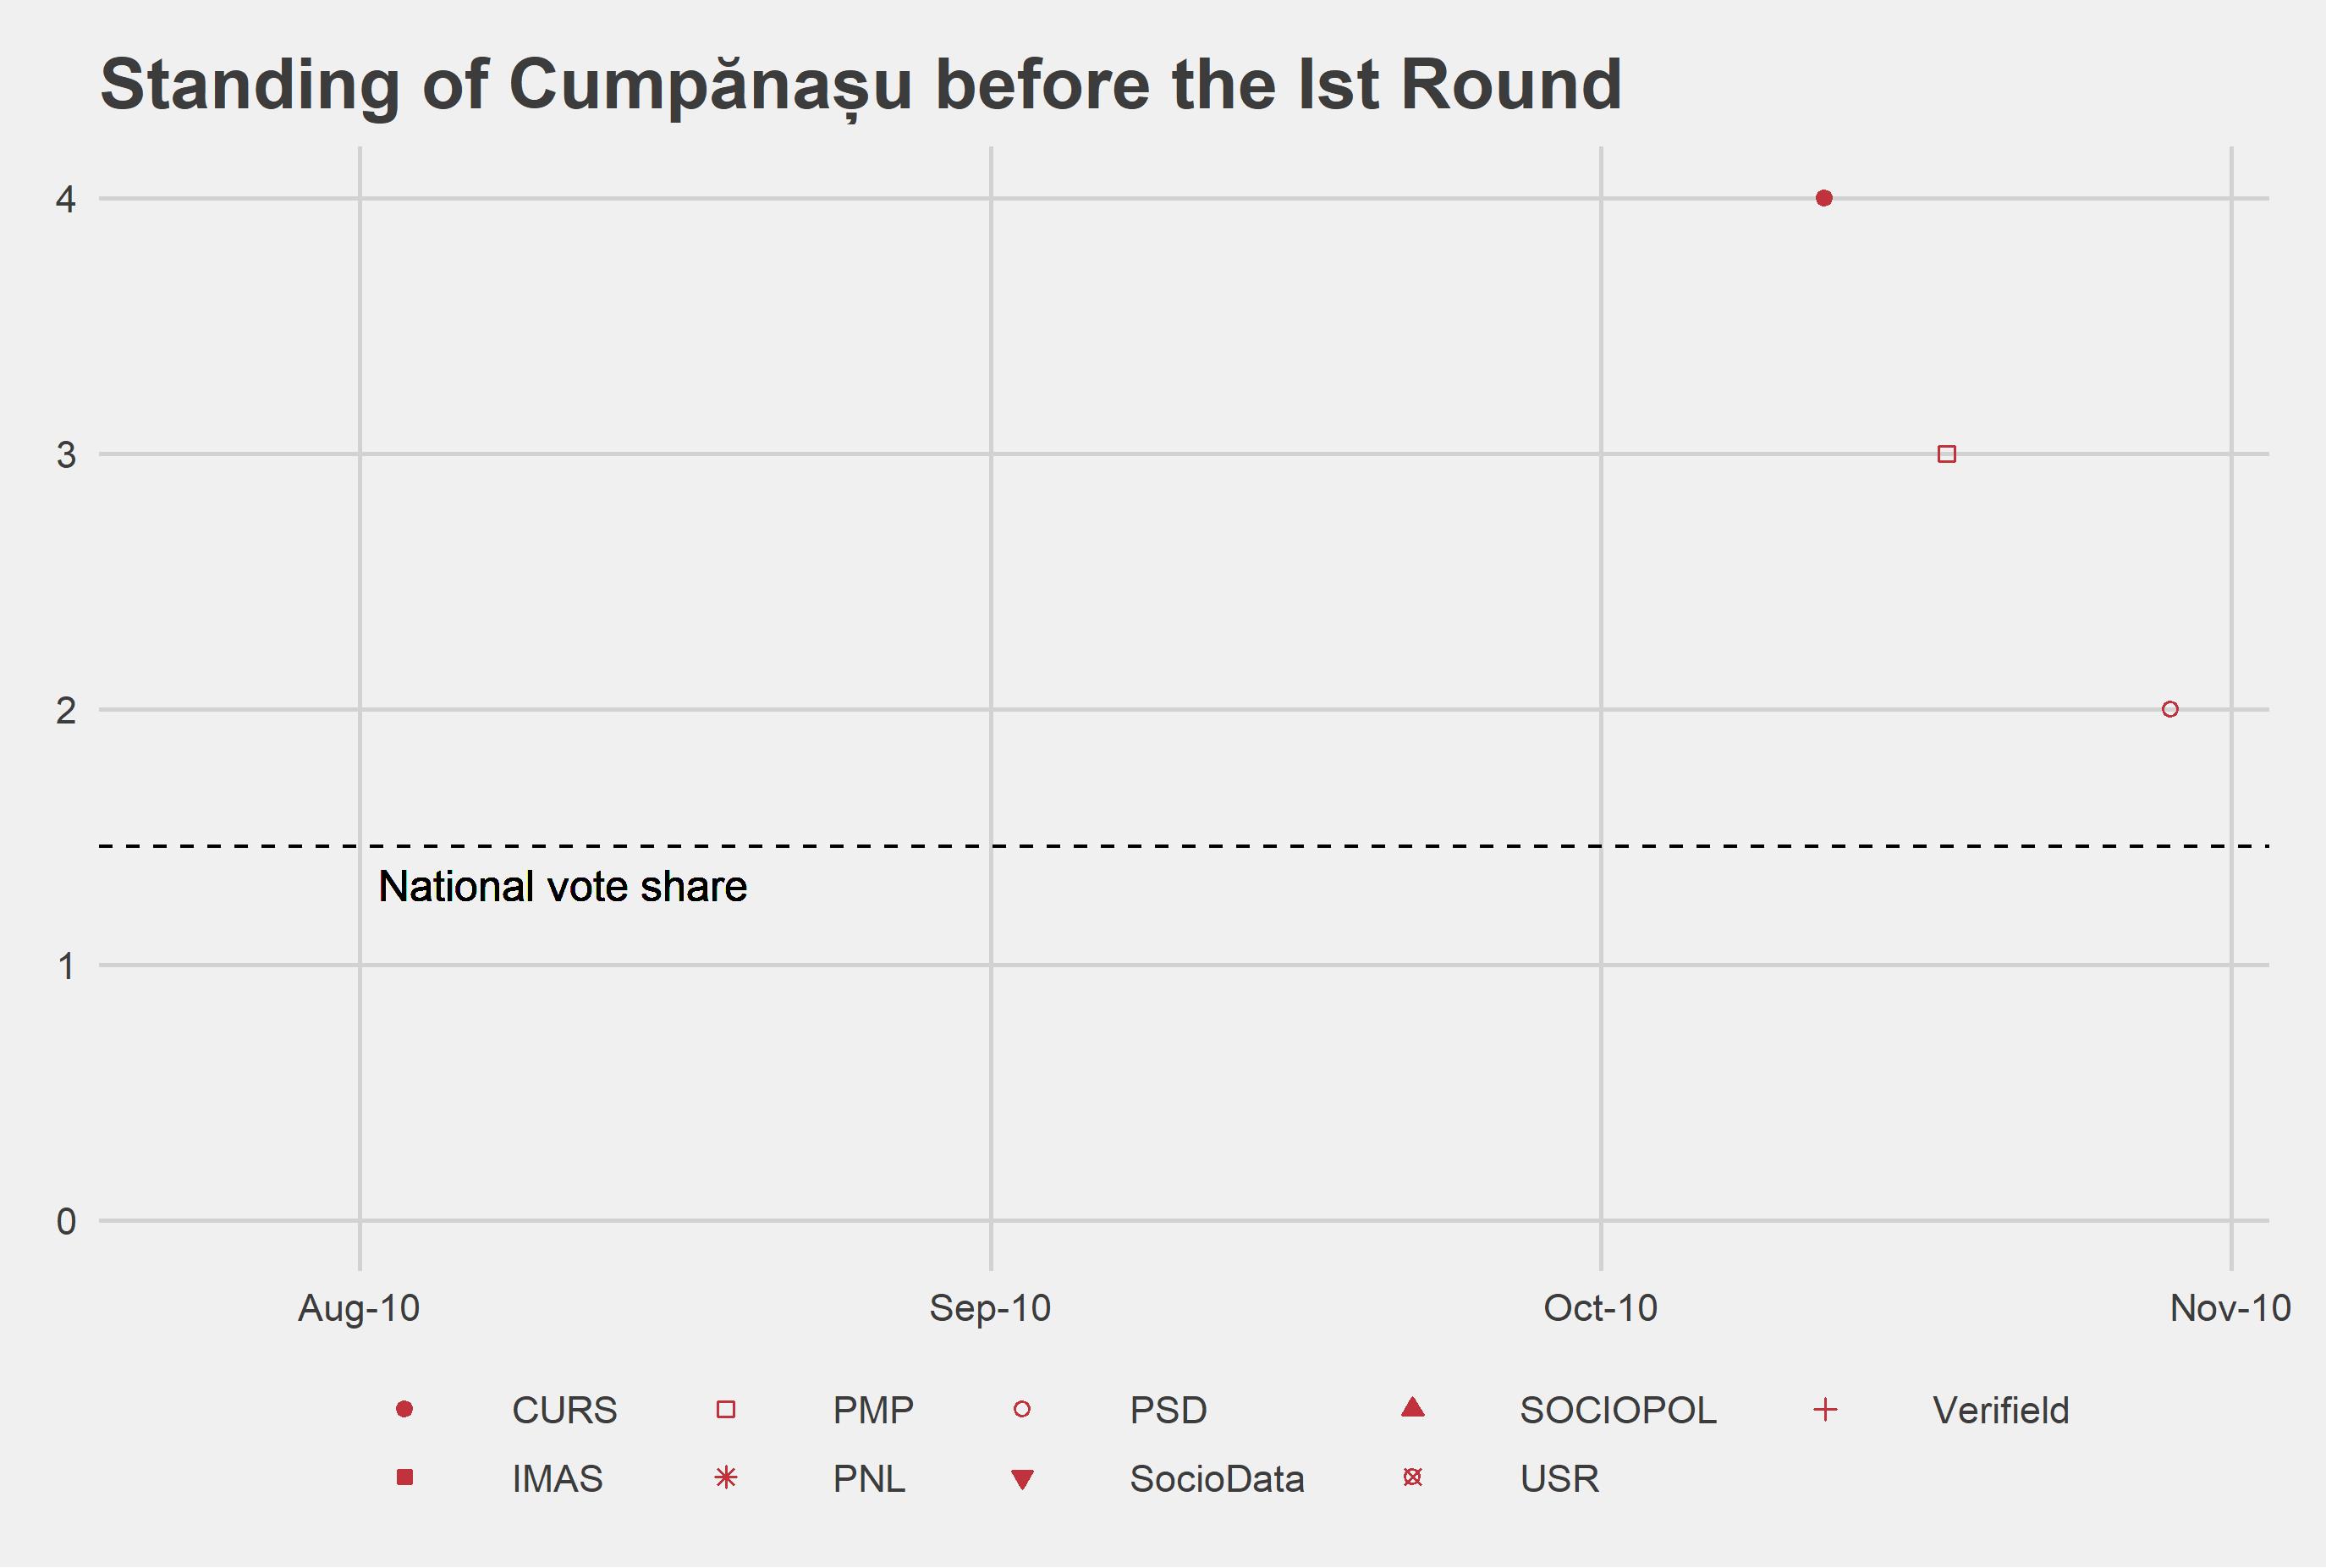 Standing of Cumpănașu before the Ist Round
4
3
2
National vote share
1
0
Aug-10 Sep-10 Oct-10 Nov-10
CURS PMP PSD SOCIOPOL Verifield
IMAS PNL SocioData USR